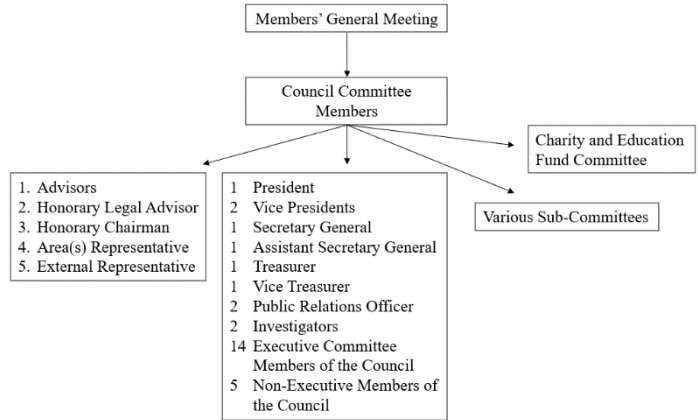 Members' General Meeting
Council Committee
Members
Charity and Education
Fund Committee
Various Sub-Committees
1. Advisors
2. Honorary Legal Advisor
3. Honorary Chairman
4. Area(s) Representative
5. External Representative
1 President
2 Vice Presidents
1 Secretary General
1 Assistant Secretary General
1 Treasurer
1 Vice Treasurer
2 Public Relations Officer
2 Investigators
14 Executive Committee
Members of the Council
5 Non-Executive Members of
the Council